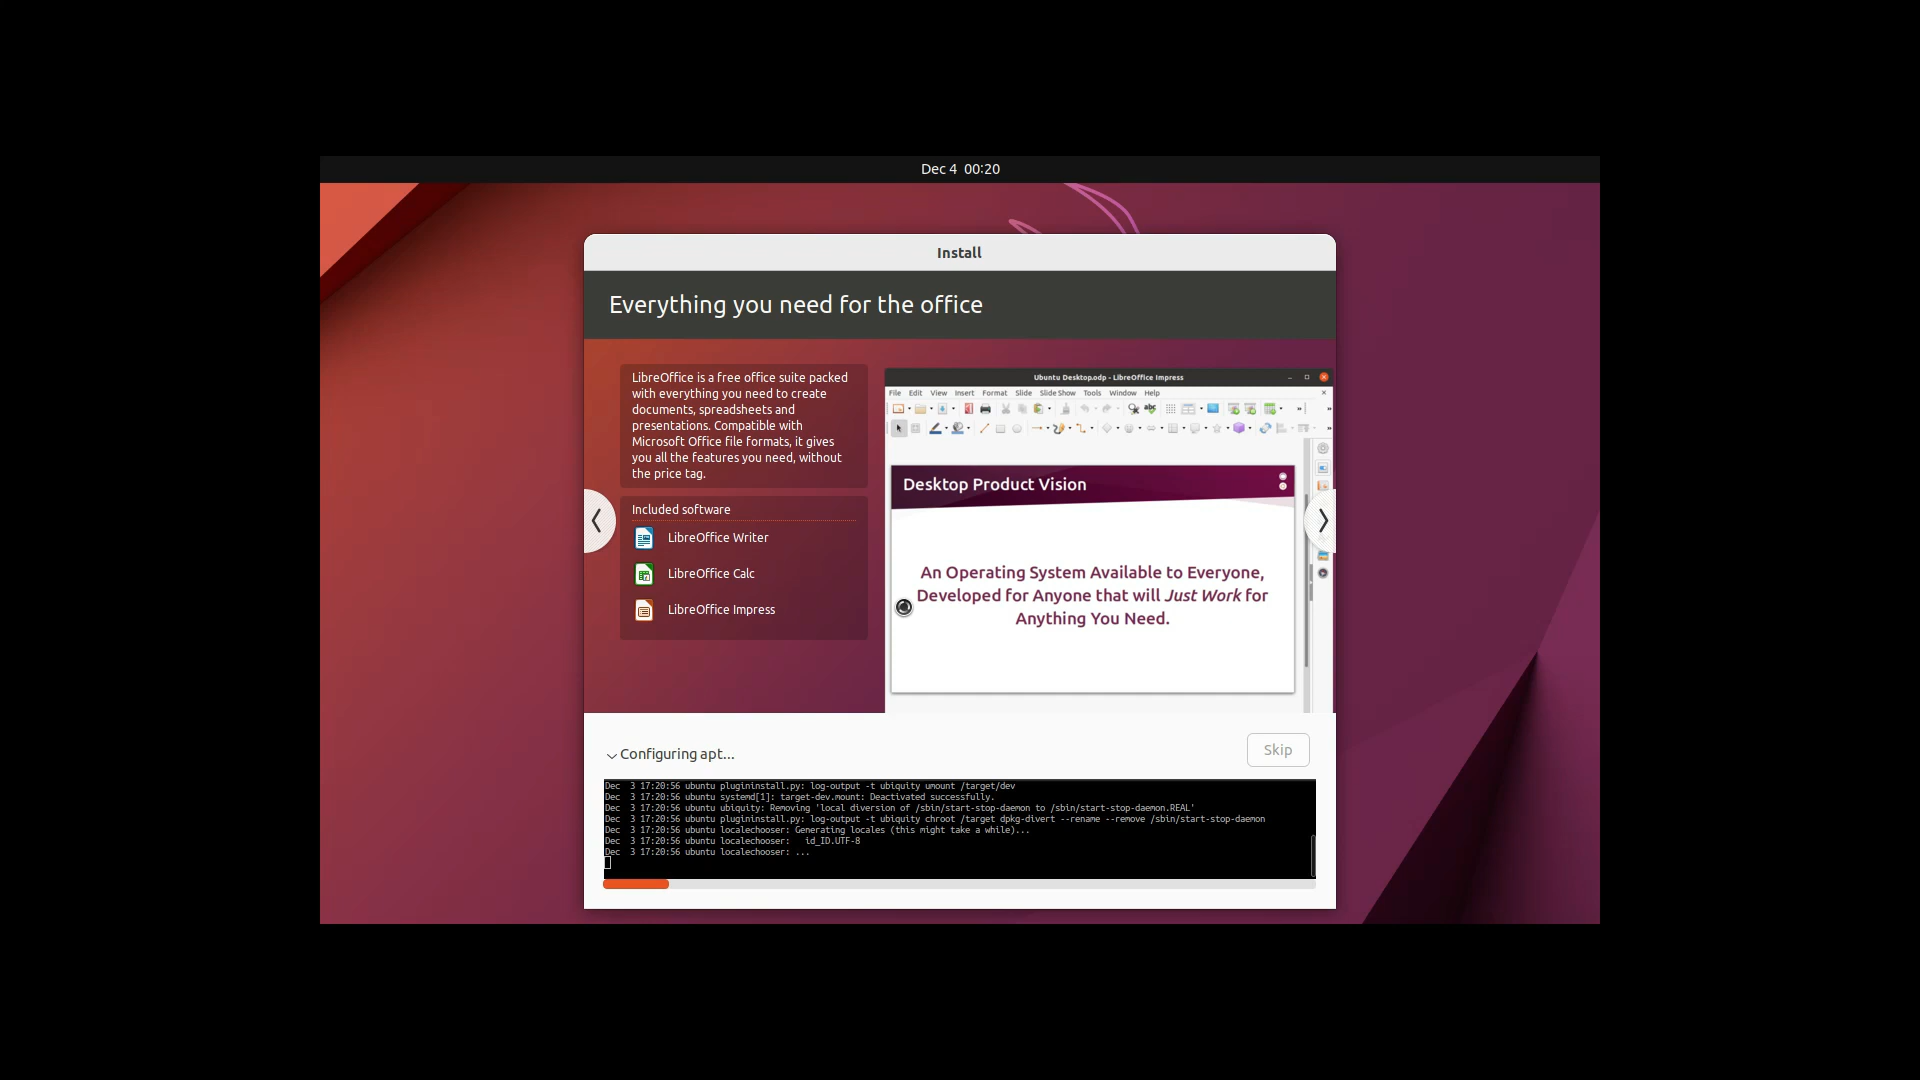 Dec 4 00:20
Install
Everything you need for the office
LibreOffice is a free office suite packed
with everything you need to create
documents, spreadsheets and
presentations. Compatible with
Microsoft Office file formats, it gives
you all the features you need, without
the price tag.
Included software
LibreOffice Writer
LibreOffice Calc
LibreOffice Impress
Ubuntu Desktop.odp - LibreOffice Impress
File Edit View Insert Format Slide Slide Show Tools Window Help
Desktop Product Vision
An Operating System Available to Everyone,
Developed for Anyone that will Just Work for
Anything You Need.
Configuring apt...
Skip
Dec  3 17:20:56 ubuntu plugininstall.py: log-output -t ubiquity umount /target/dev
Dec  3 17:20:56 ubuntu systemd[1]: target-dev.mount: Deactivated successfully.
Dec  3 17:20:56 ubuntu ubiquity: Removing 'local diversion of /sbin/start-stop-daemon to /sbin/start-stop-daemon.REAL'
Dec  3 17:20:56 ubuntu plugininstall.py: log-output -t ubiquity chroot /target dpkg-divert --rename --remove /sbin/start-stop-daemon
Dec  3 17:20:56 ubuntu localechooser: Generating locales (this might take a while)...
Dec  3 17:20:56 ubuntu localechooser:   id_ID.UTF-8
Dec  3 17:20:56 ubuntu localechooser: ...